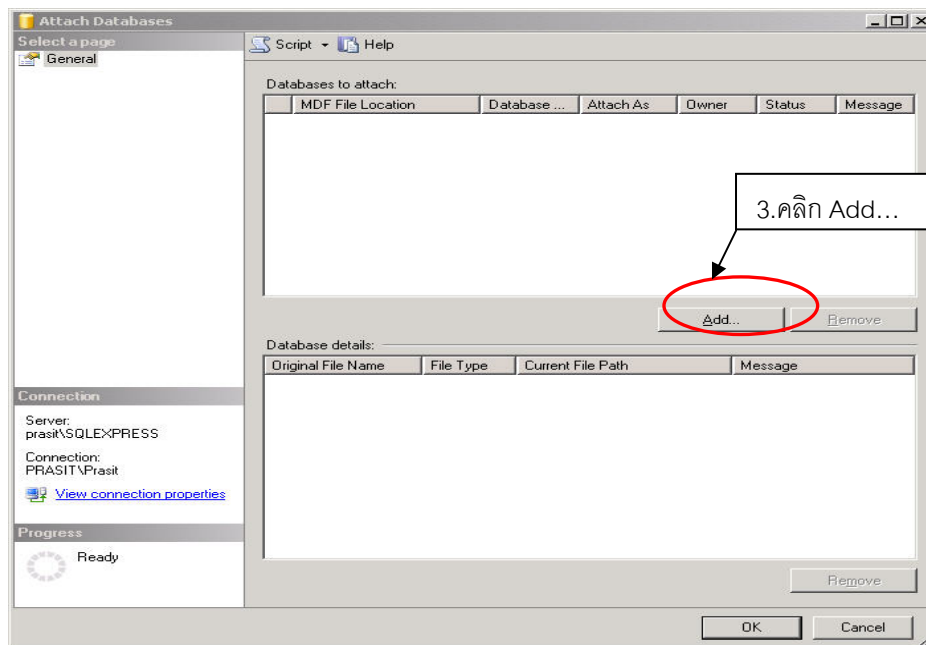 Attach Databases
Select a page
General
Script Help
Databases to attach:
MDF File Location Database ... Attach As Owner Status Message
3.คลิก Add...
Add... Remove
Database details:
Original File Name File Type Current File Path Message
Connection
Server:
prasit\SQLEXPRESS
Connection:
PRASIT\Prasit
View connection properties
Progress
Ready
Remove
OK Cancel